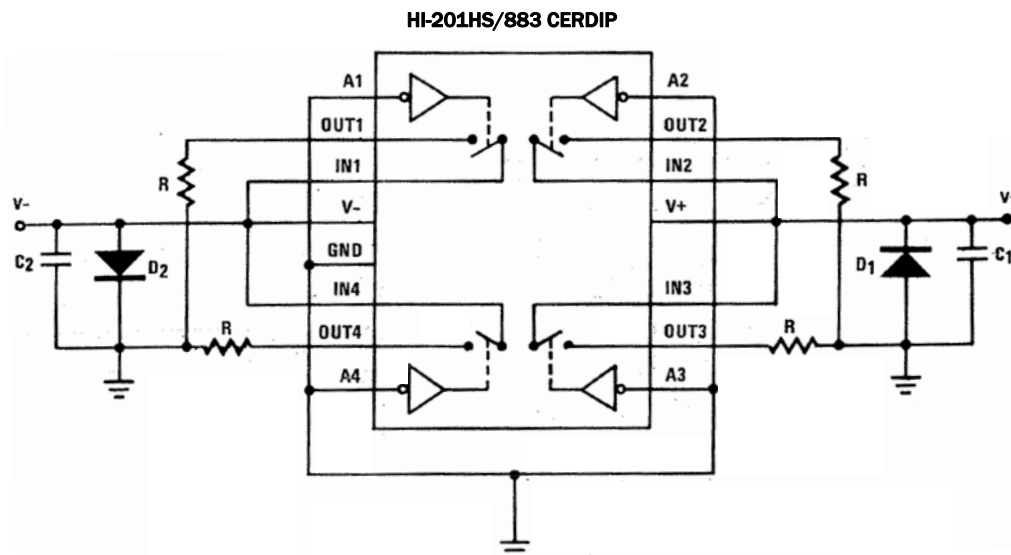 HI-201HS/883 CERDIP
A1
A2
OUT1
OUT2
R
IN1
IN2
R
V-
V-
V+
V
C2
D2
GND
D1
C1
IN4
IN3
R
OUT4
OUT3
R
A4
A3